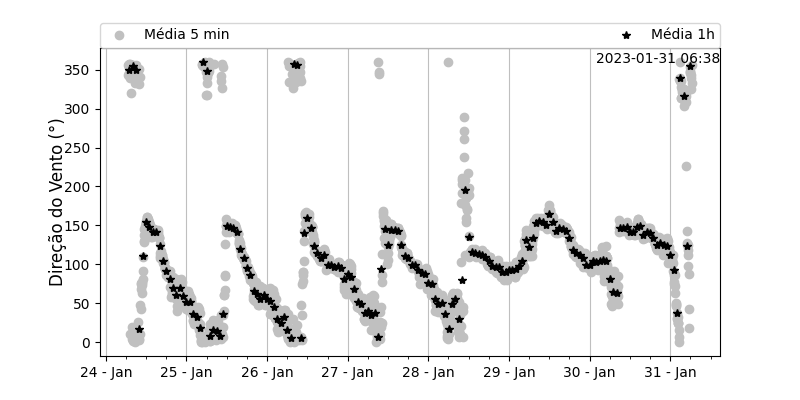 Média 5 min
Média 1h
2023-01-31 06:38
Direção do Vento (°)
350
300
250
200
150
100
50
0
24 - Jan
25 - Jan
26 - Jan
27 - Jan
28 - Jan
29 - Jan
30 - Jan
31 - Jan